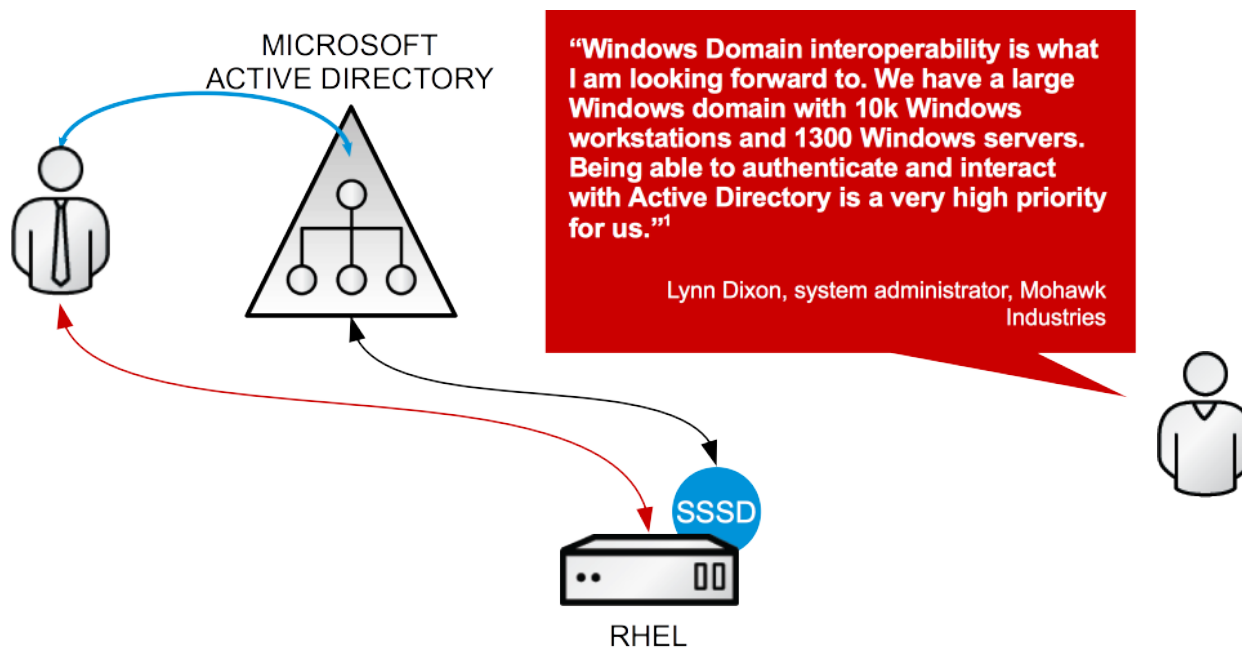 MICROSOFT
ACTIVE DIRECTORY
“Windows Domain interoperability is what
I am looking forward to. We have a large
Windows domain with 10k Windows
workstations and 1300 Windows servers.
Being able to authenticate and interact
with Active Directory is a very high priority
for us.”¹
Lynn Dixon, system administrator, Mohawk
Industries
SSSD
RHEL